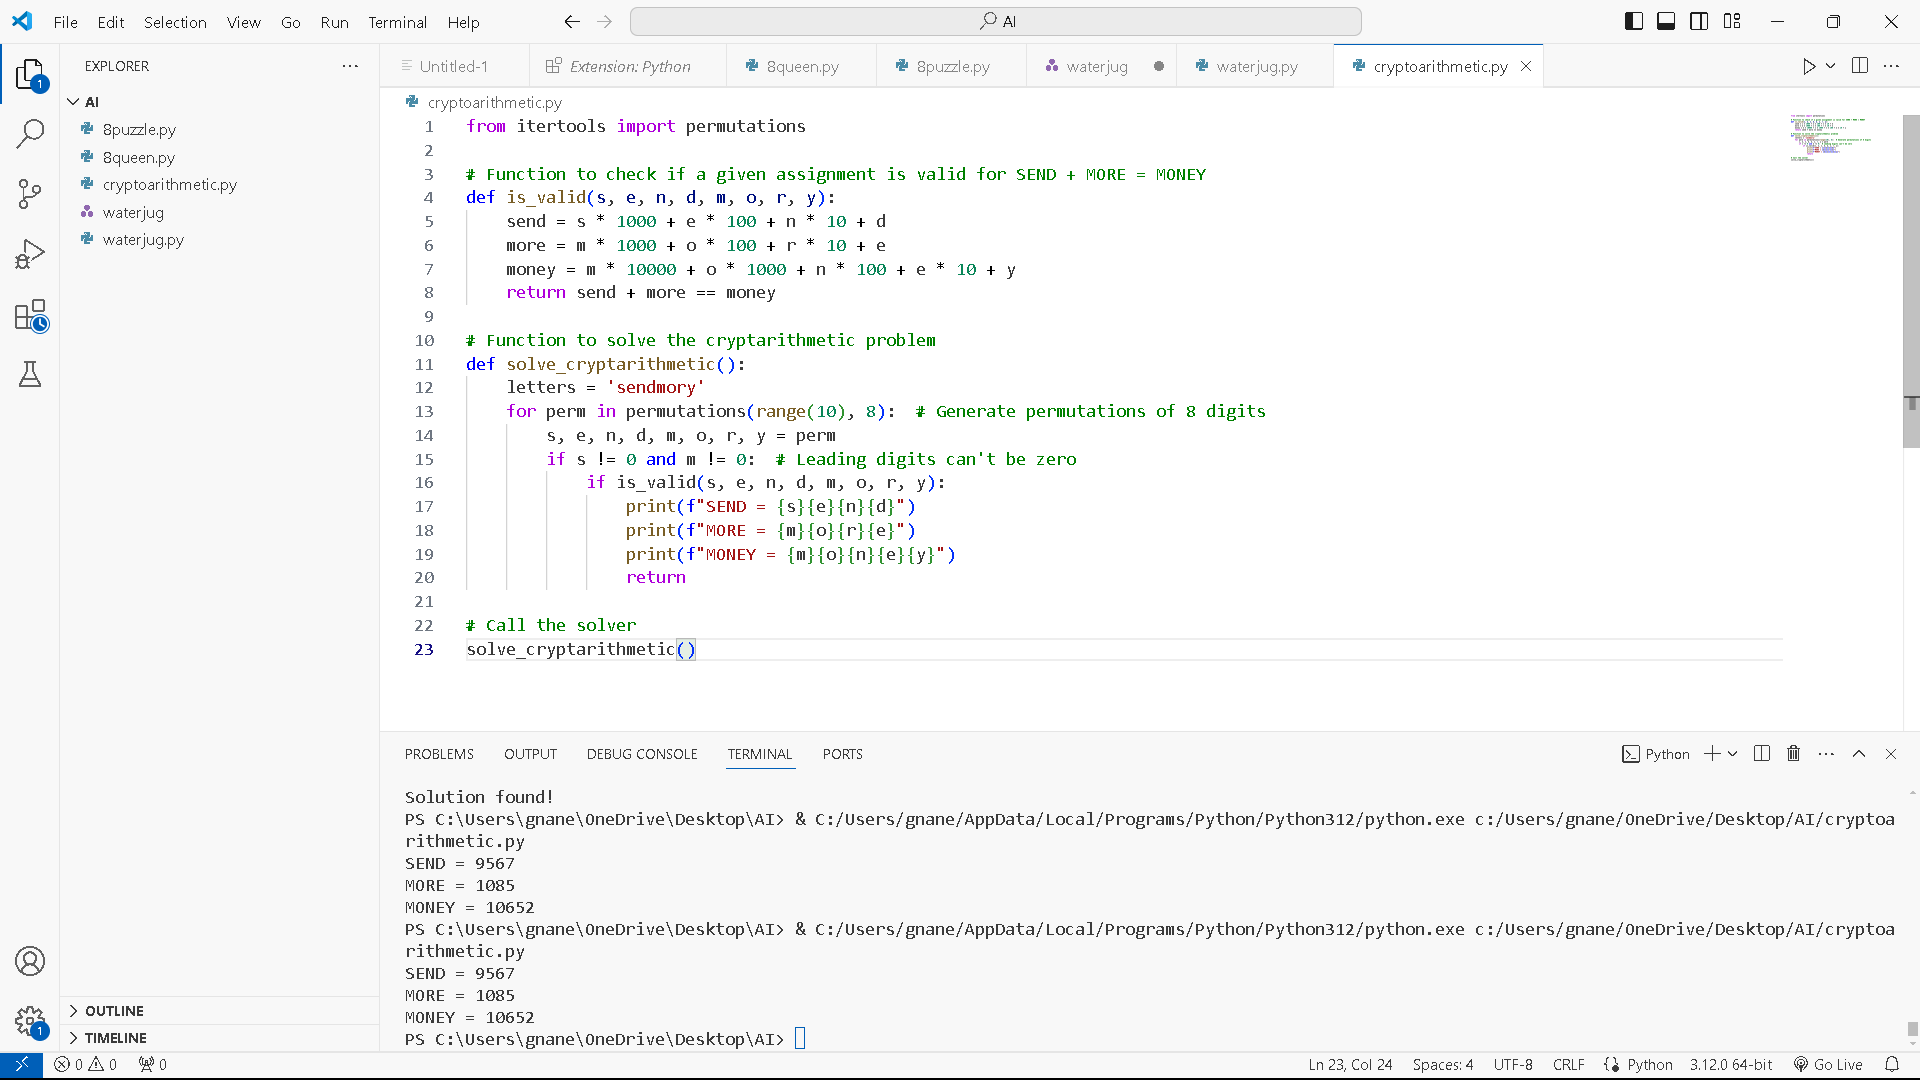 File Edit Selection View Go Run Terminal Help
AI
EXPLORER
AI
8puzzle.py
8queen.py
cryptoarithmetic.py
waterjug
waterjug.py
OUTLINE
TIMELINE
1
1
Untitled-1 Extension: Python 8queen.py 8puzzle.py waterjug waterjug.py cryptoarithmetic.py
cryptoarithmetic.py
1 from itertools import permutations
2
3 # Function to check if a given assignment is valid for SEND + MORE = MONEY
4 def is_valid(s, e, n, d, m, o, r, y):
5 send = s * 1000 + e * 100 + n * 10 + d
6 more = m * 1000 + o * 100 + r * 10 + e
7 money = m * 10000 + o * 1000 + n * 100 + e * 10 + y
8 return send + more == money
9
10 # Function to solve the cryptarithmetic problem
11 def solve_cryptarithmetic():
12 letters = 'sendmory'
13 for perm in permutations(range(10), 8):  # Generate permutations of 8 digits
14 s, e, n, d, m, o, r, y = perm
15 if s != 0 and m != 0:  # Leading digits can't be zero
16 if is_valid(s, e, n, d, m, o, r, y):
17 print(f"SEND = {s}{e}{n}{d}")
18 print(f"MORE = {m}{o}{r}{e}")
19 print(f"MONEY = {m}{o}{n}{e}{y}")
20 return
21
22 # Call the solver
23 solve_cryptarithmetic()
PROBLEMS OUTPUT DEBUG CONSOLE TERMINAL PORTS
Python
Solution found!
PS C:\Users\gnane\OneDrive\Desktop\AI> & C:/Users/gnane/AppData/Local/Programs/Python/Python312/python.exe c:/Users/gnane/OneDrive/Desktop/AI/cryptoa
rithmetic.py
SEND = 9567
MORE = 1085
MONEY = 10652
PS C:\Users\gnane\OneDrive\Desktop\AI> & C:/Users/gnane/AppData/Local/Programs/Python/Python312/python.exe c:/Users/gnane/OneDrive/Desktop/AI/cryptoa
rithmetic.py
SEND = 9567
MORE = 1085
MONEY = 10652
PS C:\Users\gnane\OneDrive\Desktop\AI>
0 0 0 Ln 23, Col 24 Spaces: 4 UTF-8 CRLF Python 3.12.0 64-bit Go Live